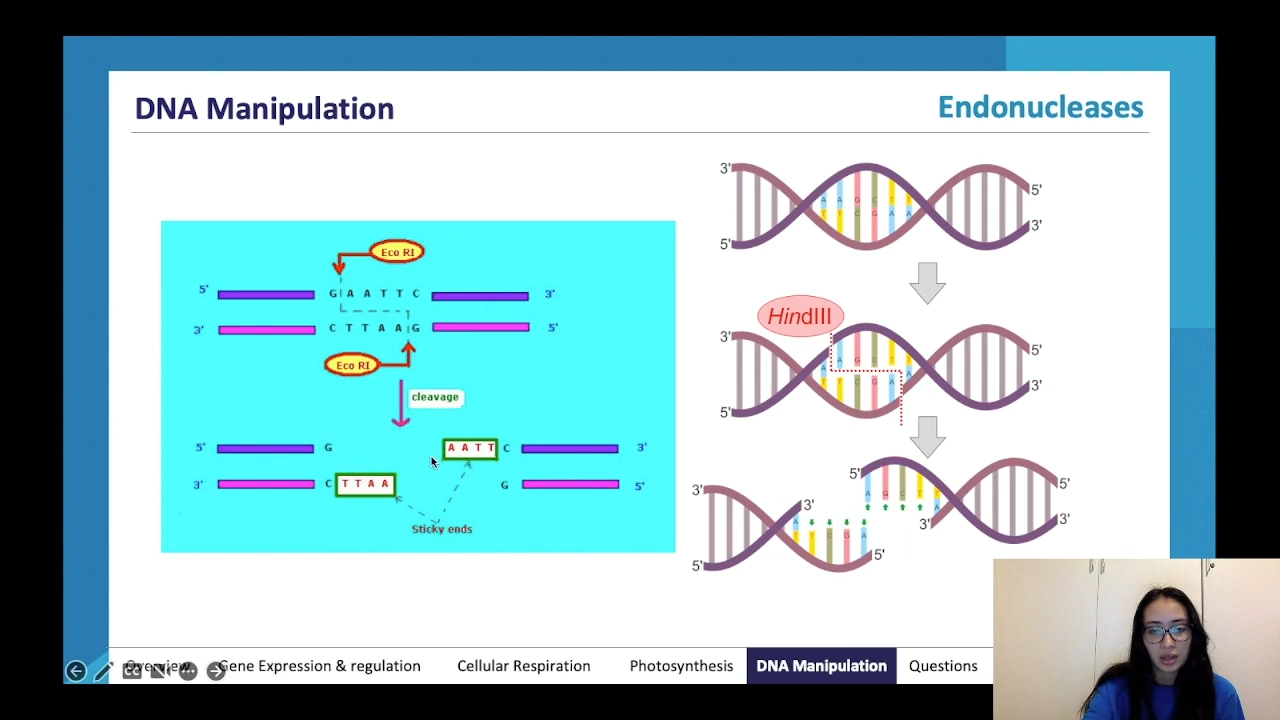 DNA Manipulation
Endonucleases
Eco RI
5' G A A T T C 3'
3' C T T A A G 5'
Eco RI
cleavage
5' G A A T T C 3'
3' C T T A A G 5'
Sticky ends
3' 5'
A A G C T T
T T C G A A
5' 3'
HindIII
3' 5'
A A G C T T
T T C G A A
5' 3'
5' 5'
3' 3'
A G C T T
A A
3' 3'
T T C G A
5' 5'
Overview Gene Expression & regulation Cellular Respiration Photosynthesis DNA Manipulation Questions
CC